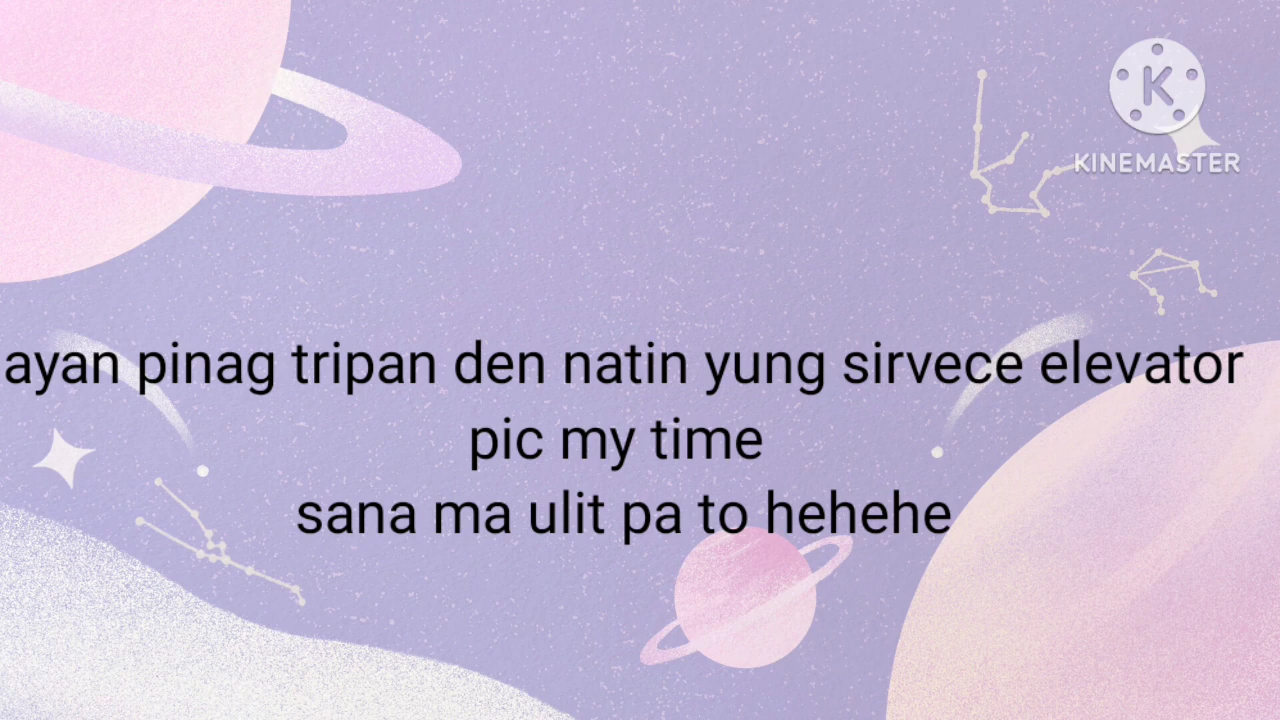 KINEMASTER
ayan pinag tripan den natin yung sirvece elevator
pic my time
sana ma ulit pa to hehehe